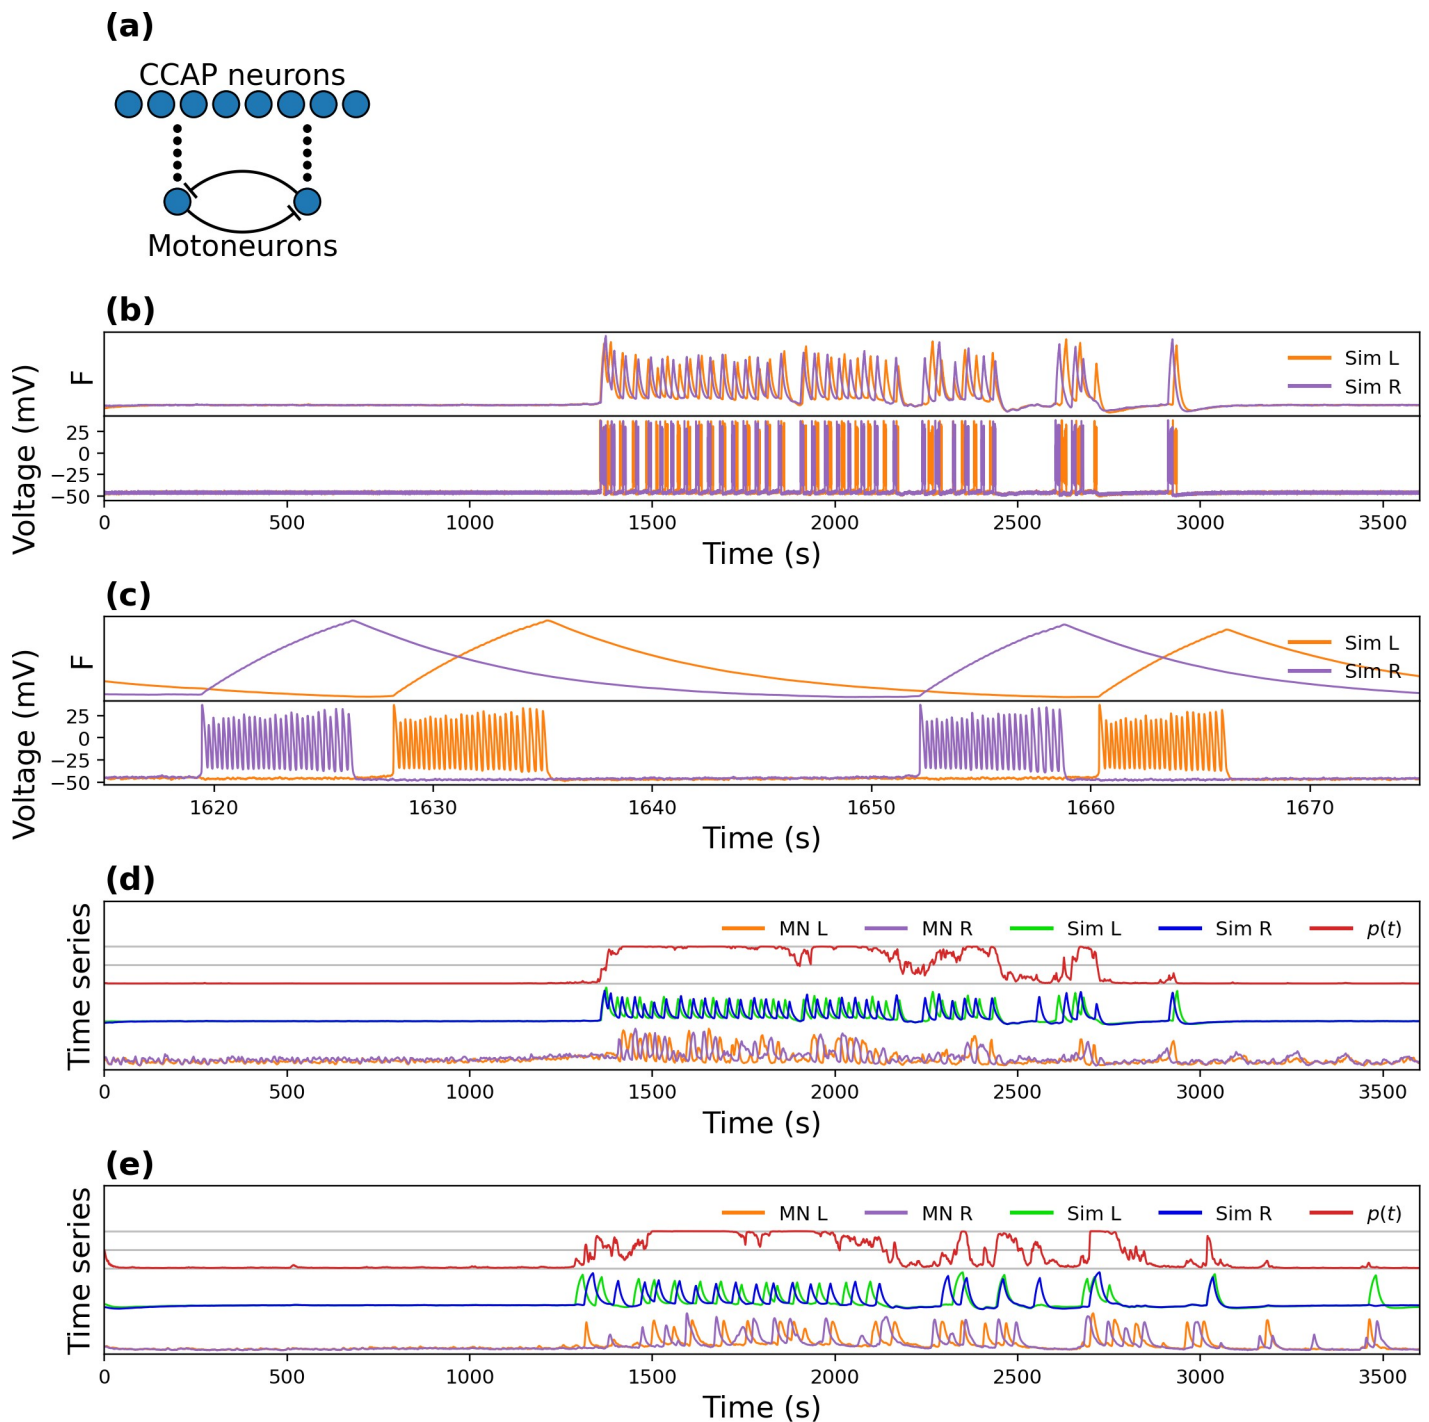 (a)
CCAP neurons
Motoneurons
(b)
F
Voltage (mV)
Sim L
Sim R
25
0
−25
−50
0 500 1000 1500 2000 2500 3000 3500
Time (s)
(c)
F
Voltage (mV)
Sim L
Sim R
25
0
−25
−50
1620 1630 1640 1650 1660 1670
Time (s)
(d)
Time series
MN L MN R Sim L Sim R p(t)
0 500 1000 1500 2000 2500 3000 3500
Time (s)
(e)
Time series
MN L MN R Sim L Sim R p(t)
0 500 1000 1500 2000 2500 3000 3500
Time (s)